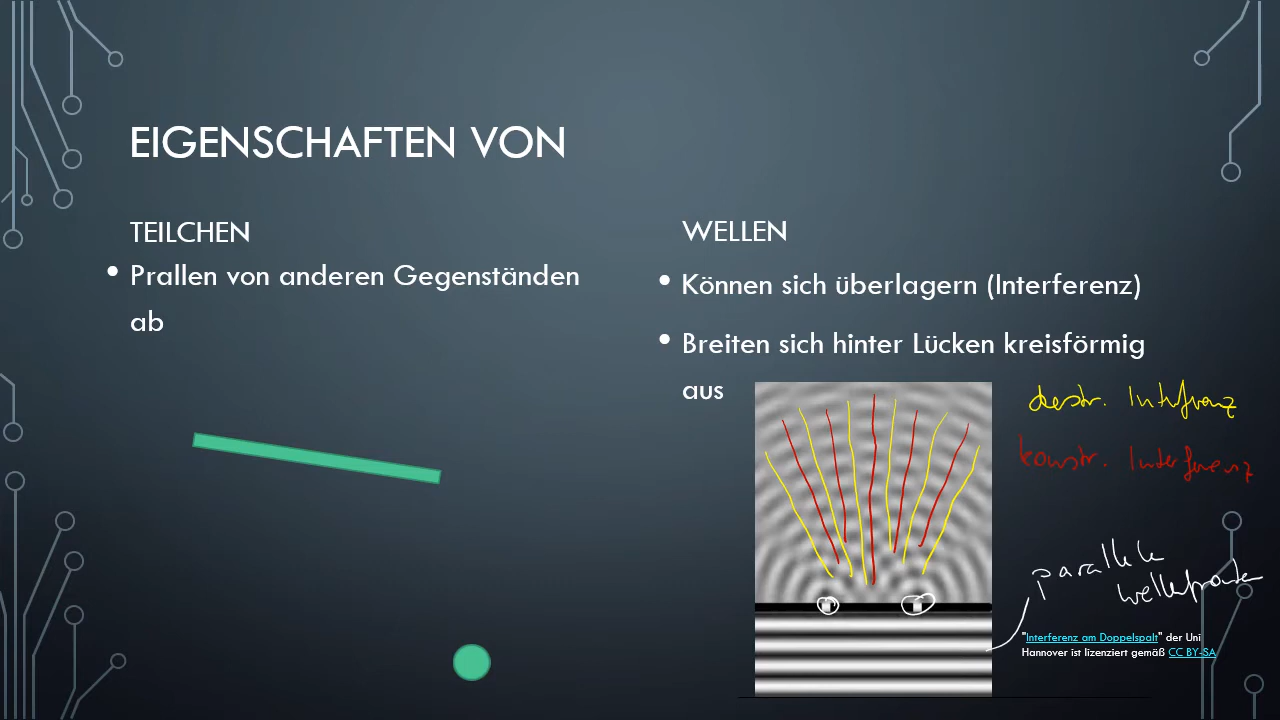 EIGENSCHAFTEN VON
TEILCHEN
• Prallen von anderen Gegenständen
ab
WELLEN
• Können sich überlagern (Interferenz)
• Breiten sich hinter Lücken kreisförmig
aus
destr. Interferenz
konstr. Interferenz
parallele
wellefronten
"Interferenz am Doppelspalt" der Uni
Hannover ist lizenziert gemäß CC BY-SA